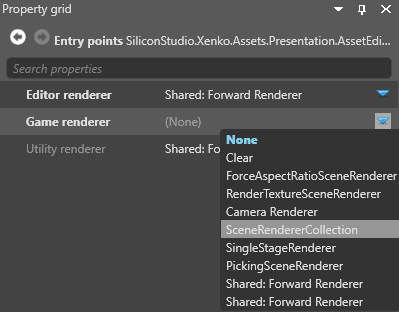 Property grid
Entry points SiliconStudio.Xenko.Assets.Presentation.AssetEdi...
Search properties
Editor renderer Shared: Forward Renderer
Game renderer (None)
Utility renderer Shared: Fo
None
Clear
ForceAspectRatioSceneRenderer
RenderTextureSceneRenderer
Camera Renderer
SceneRendererCollection
SingleStageRenderer
PickingSceneRenderer
Shared: Forward Renderer
Shared: Forward Renderer